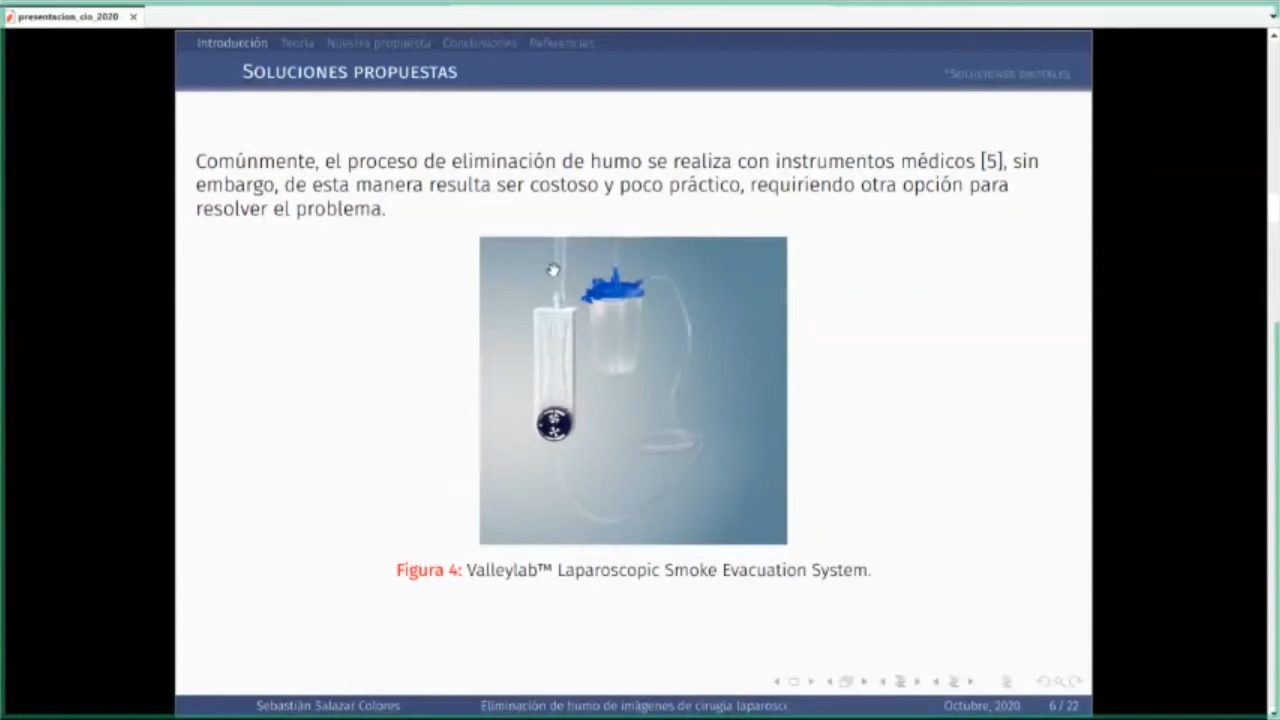 presentacion_cio_2020
Introducción Teoría Nuestra propuesta Conclusiones Referencias
SOLUCIONES PROPUESTAS
*SOLUCIONES DIGITALES
Comúnmente, el proceso de eliminación de humo se realiza con instrumentos médicos [5], sin
embargo, de esta manera resulta ser costoso y poco práctico, requiriendo otra opción para
resolver el problema.
Figura 4: Valleylab™ Laparoscopic Smoke Evacuation System.
Sebastián Salazar Colores Eliminación de humo de imágenes de cirugía laparosc Octubre, 2020 6 / 22